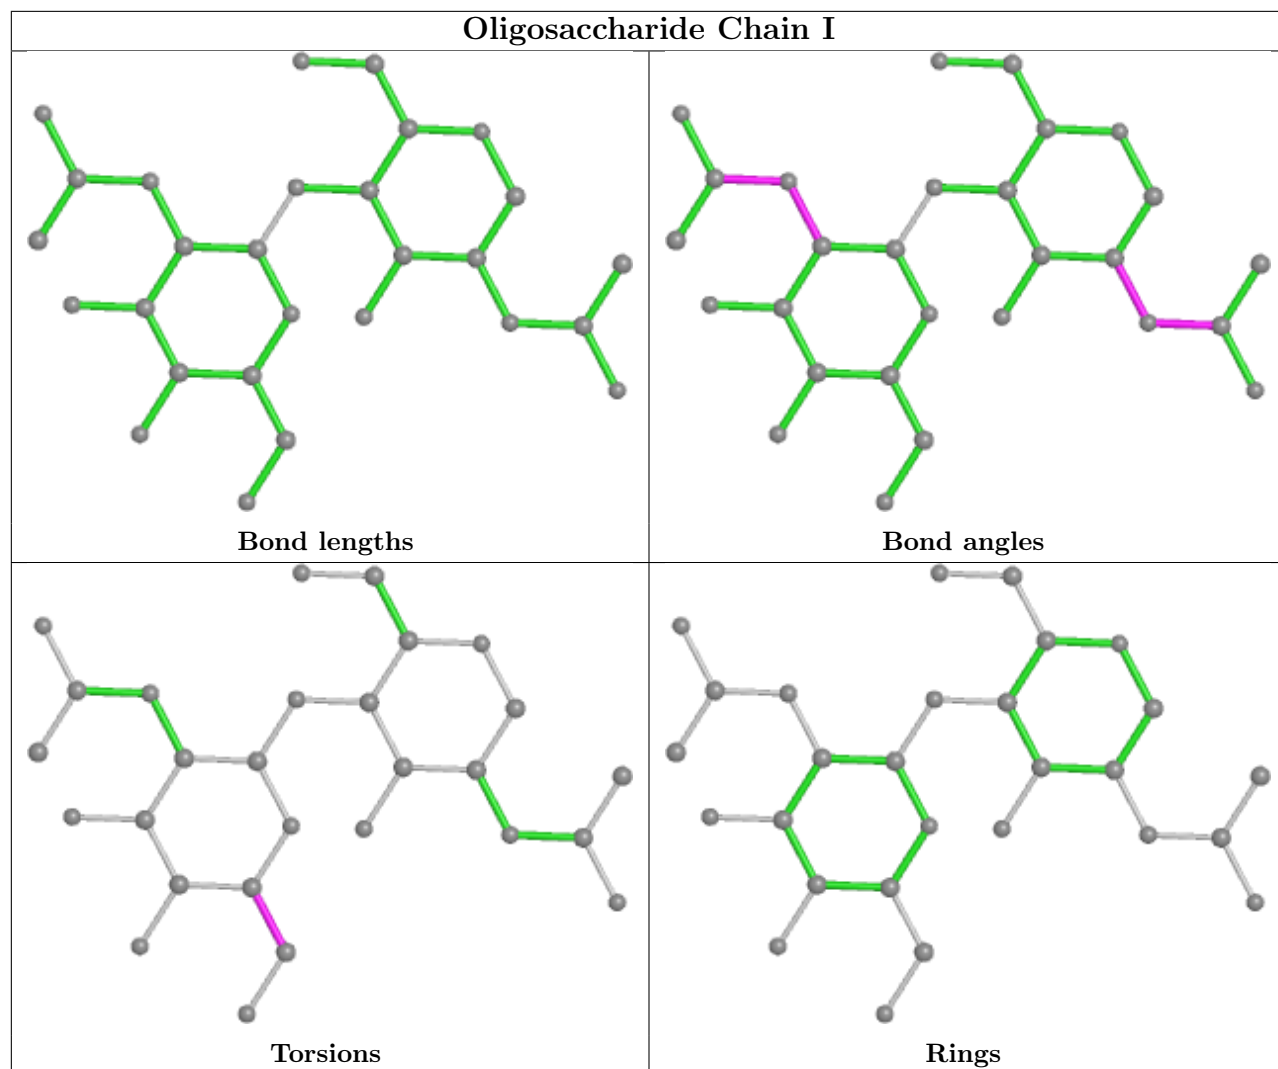 Oligosaccharide Chain I
Bond lengths
Bond angles
Torsions
Rings